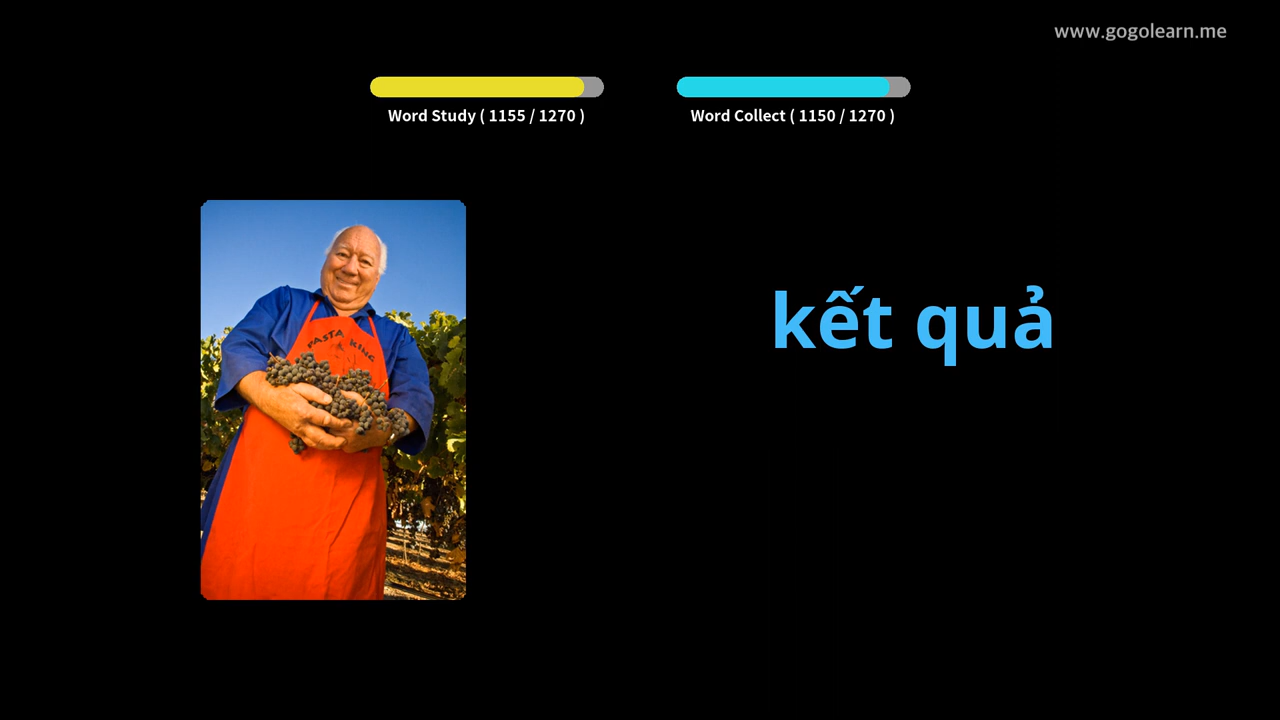 www.gogolearn.me
Word Study ( 1155 / 1270 )
Word Collect ( 1150 / 1270 )
kết quả
PASTA KING